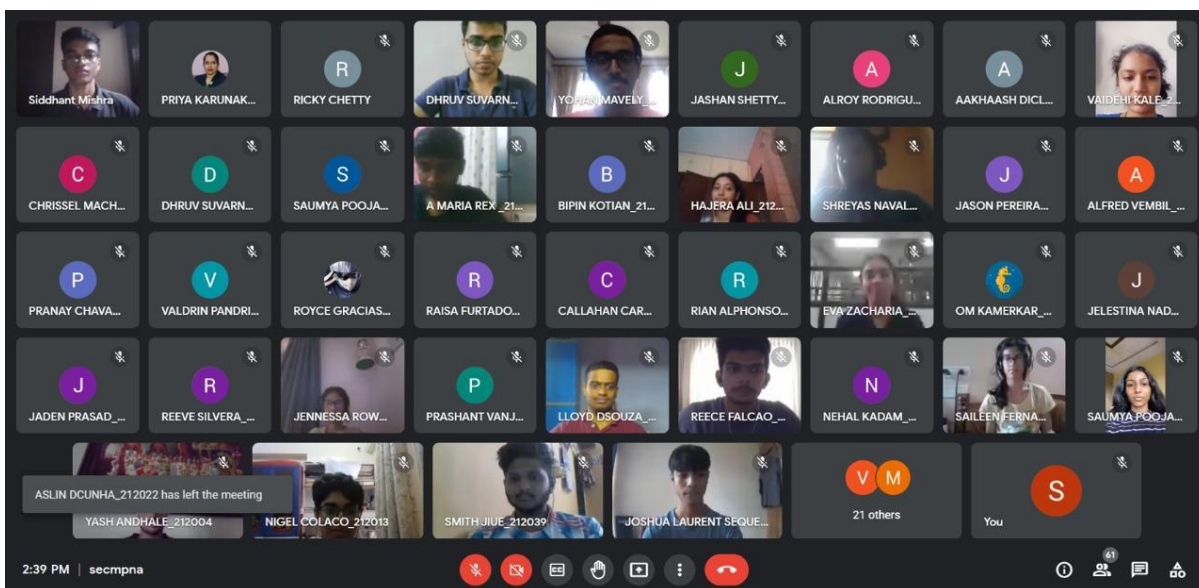 Siddhant Mishra
PRIYA KARUNAK...
R
RICKY CHETTY
DHRUV SUVARN...
YOHAN MAVELY_...
J
JASHAN SHETTY...
A
ALROY RODRIGU...
A
AAKHAASH DICL...
VAIDEHI KALE_2...
C
CHRISSEL MACH...
D
DHRUV SUVARN...
S
SAUMYA POOJA...
A MARIA REX _21...
B
BIPIN KOTIAN_21...
HAJERA ALI_212...
SHREYAS NAVAL...
J
JASON PEREIRA...
A
ALFRED VEMBIL_...
P
PRANAY CHAVA...
V
VALDRIN PANDRI...
ROYCE GRACIAS...
R
RAISA FURTADO...
C
CALLAHAN CAR...
R
RIAN ALPHONSO...
EVA ZACHARIA_...
OM KAMERKAR_...
J
JELESTINA NAD...
J
JADEN PRASAD_...
R
REEVE SILVERA_...
JENNESSA ROW...
P
PRASHANT VANJ...
LLOYD DSOUZA_...
REECE FALCAO_...
N
NEHAL KADAM_...
SAILEEN FERNA...
SAUMYA POOJA...
ASLIN DCUNHA_212022 has left the meeting
YASH ANDHALE_212004
NIGEL COLACO_212013
SMITH JIUE_212039
JOSHUA LAURENT SEQUE...
V M
21 others
S
You
2:39 PM | secmpna
CC
61